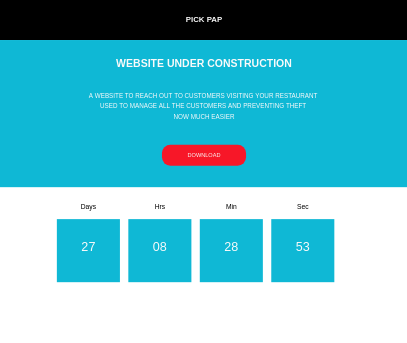 PICK PAP
WEBSITE UNDER CONSTRUCTION
A WEBSITE TO REACH OUT TO CUSTOMERS VISITING YOUR RESTAURANT
USED TO MANAGE ALL THE CUSTOMERS AND PREVENTING THEFT
NOW MUCH EASIER
DOWNLOAD
Days Hrs Min Sec
27 08 28 53